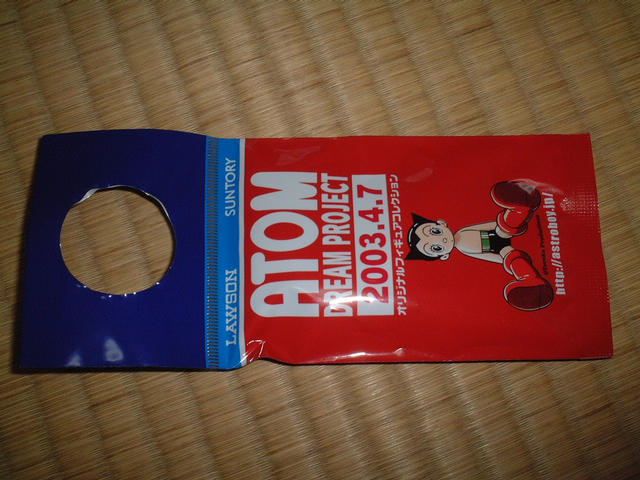 LAWSON SUNTORY
ATOM
DREAM PROJECT
2003.4.7
オリジナルフィギュアコレクション
http://astroboy.jp/